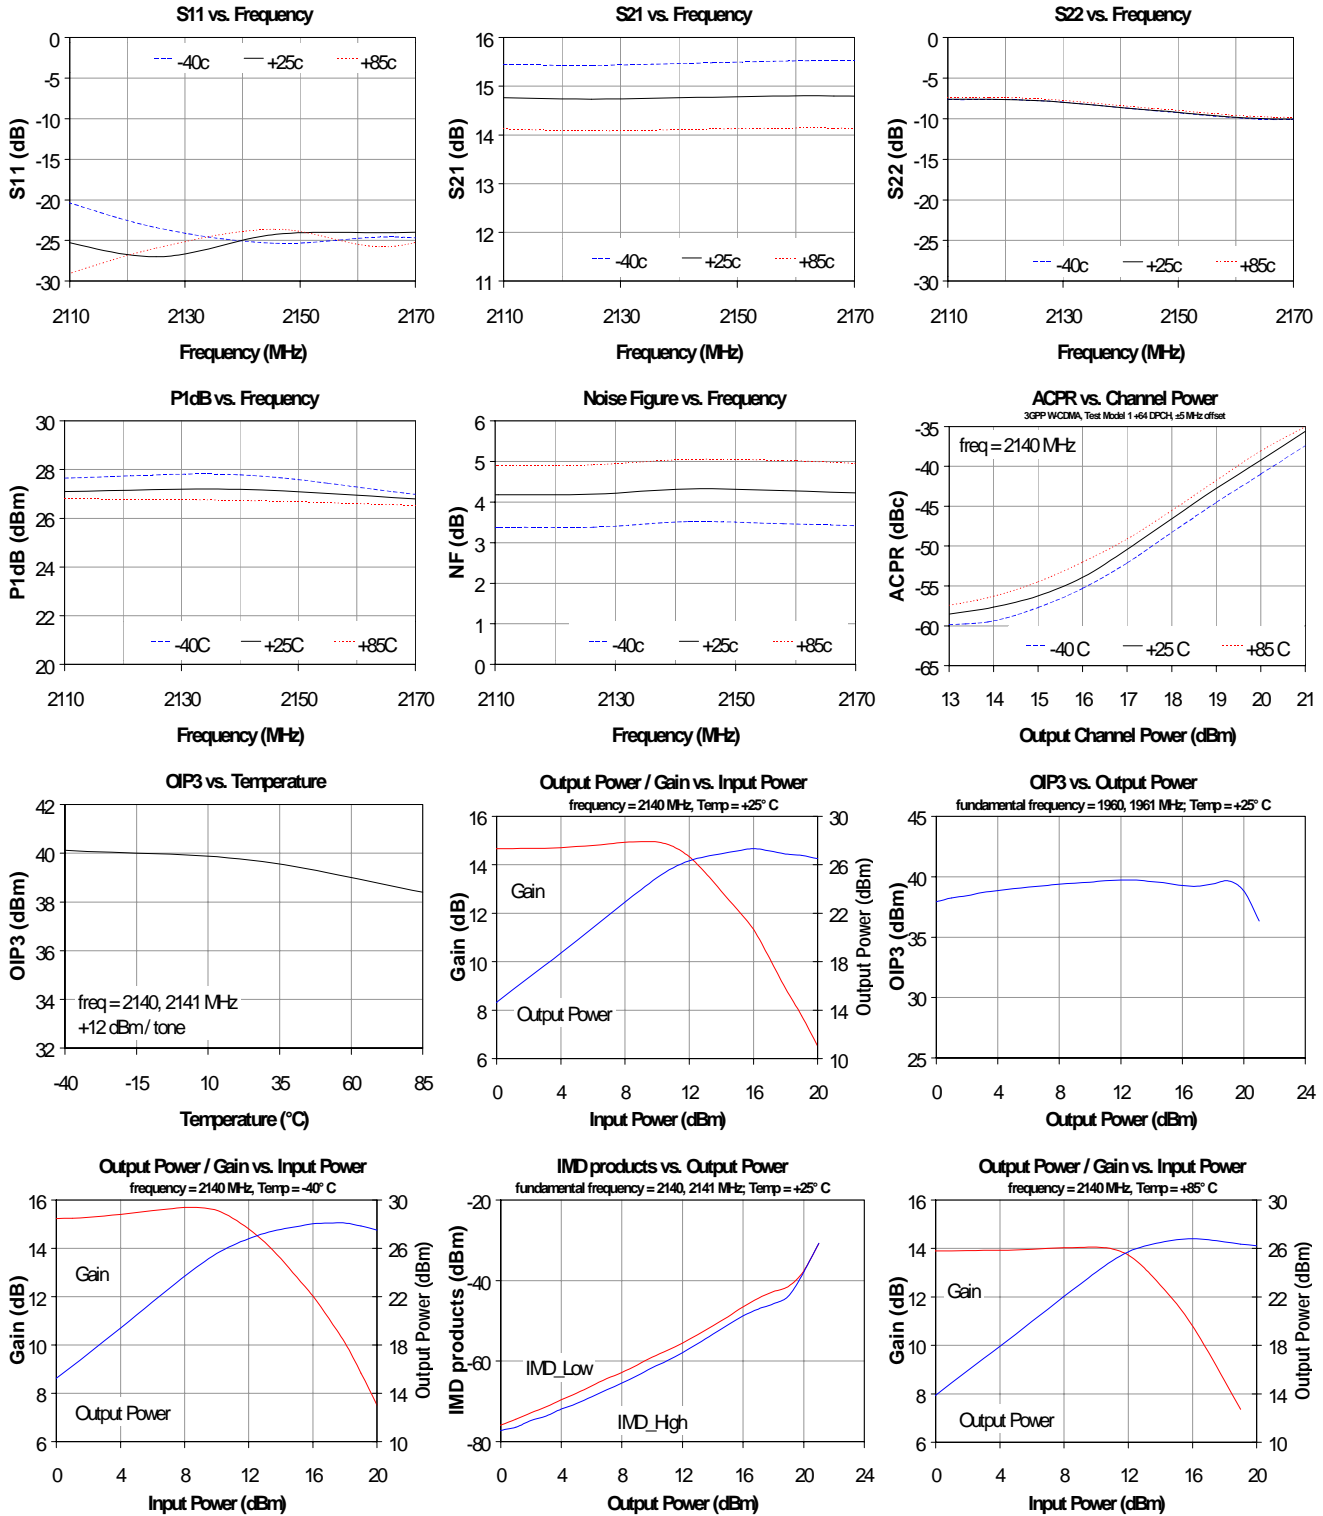 S11 vs. Frequency
0
-5
-10
-15
-20
-25
-30
S11 (dB)
-40c +25c +85c
2110 2130 2150 2170
Frequency (MHz)
S21 vs. Frequency
16
15
14
13
12
11
S21 (dB)
-40c +25c +85c
2110 2130 2150 2170
Frequency (MHz)
S22 vs. Frequency
0
-5
-10
-15
-20
-25
-30
S22 (dB)
-40c +25c +85c
2110 2130 2150 2170
Frequency (MHz)
P1dB vs. Frequency
30
28
26
24
22
20
P1dB (dBm)
-40C +25C +85C
2110 2130 2150 2170
Frequency (MHz)
Noise Figure vs. Frequency
6
5
4
3
2
1
0
NF (dB)
-40c +25c +85c
2110 2130 2150 2170
Frequency (MHz)
ACPR vs. Channel Power
3GPP W-CDMA, Test Model 1 +64 DPCH, ±5 MHz offset
freq = 2140 MHz
-35
-40
-45
-50
-55
-60
-65
ACPR (dBc)
-40 C +25 C +85 C
13 14 15 16 17 18 19 20 21
Output Channel Power (dBm)
OIP3 vs. Temperature
42
40
38
36
34
32
OIP3 (dBm)
freq = 2140, 2141 MHz
+12 dBm / tone
-40 -15 10 35 60 85
Temperature (°C)
Output Power / Gain vs. Input Power
frequency = 2140 MHz, Temp = +25° C
16
14
12
10
8
6
Gain (dB)
Gain
Output Power
30
26
22
18
14
10
Output Power (dBm)
0 4 8 12 16 20
Input Power (dBm)
OIP3 vs. Output Power
fundamental frequency = 1960, 1961 MHz; Temp = +25° C
45
40
35
30
25
OIP3 (dBm)
0 4 8 12 16 20 24
Output Power (dBm)
Output Power / Gain vs. Input Power
frequency = 2140 MHz, Temp = -40° C
16
14
12
10
8
6
Gain (dB)
Gain
Output Power
30
26
22
18
14
10
Output Power (dBm)
0 4 8 12 16 20
Input Power (dBm)
IMD products vs. Output Power
fundamental frequency = 2140, 2141 MHz; Temp = +25° C
-20
-40
-60
-80
IMD products (dBm)
IMD_Low
IMD_High
0 4 8 12 16 20 24
Output Power (dBm)
Output Power / Gain vs. Input Power
frequency = 2140 MHz, Temp = +85° C
16
14
12
10
8
6
Gain (dB)
Gain
Output Power
30
26
22
18
14
10
Output Power (dBm)
0 4 8 12 16 20
Input Power (dBm)